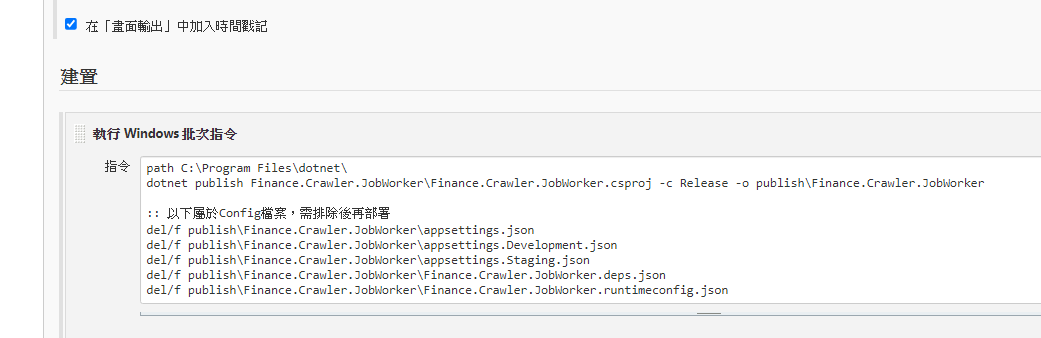 在「畫面輸出」中加入時間戳記
建置
執行 Windows 批次指令
指令
path C:\Program Files\dotnet\
dotnet publish Finance.Crawler.JobWorker\Finance.Crawler.JobWorker.csproj -c Release -o publish\Finance.Crawler.JobWorker
:: 以下屬於Config檔案，需排除後再部署
del/f publish\Finance.Crawler.JobWorker\appsettings.json
del/f publish\Finance.Crawler.JobWorker\appsettings.Development.json
del/f publish\Finance.Crawler.JobWorker\appsettings.Staging.json
del/f publish\Finance.Crawler.JobWorker\Finance.Crawler.JobWorker.deps.json
del/f publish\Finance.Crawler.JobWorker\Finance.Crawler.JobWorker.runtimeconfig.json